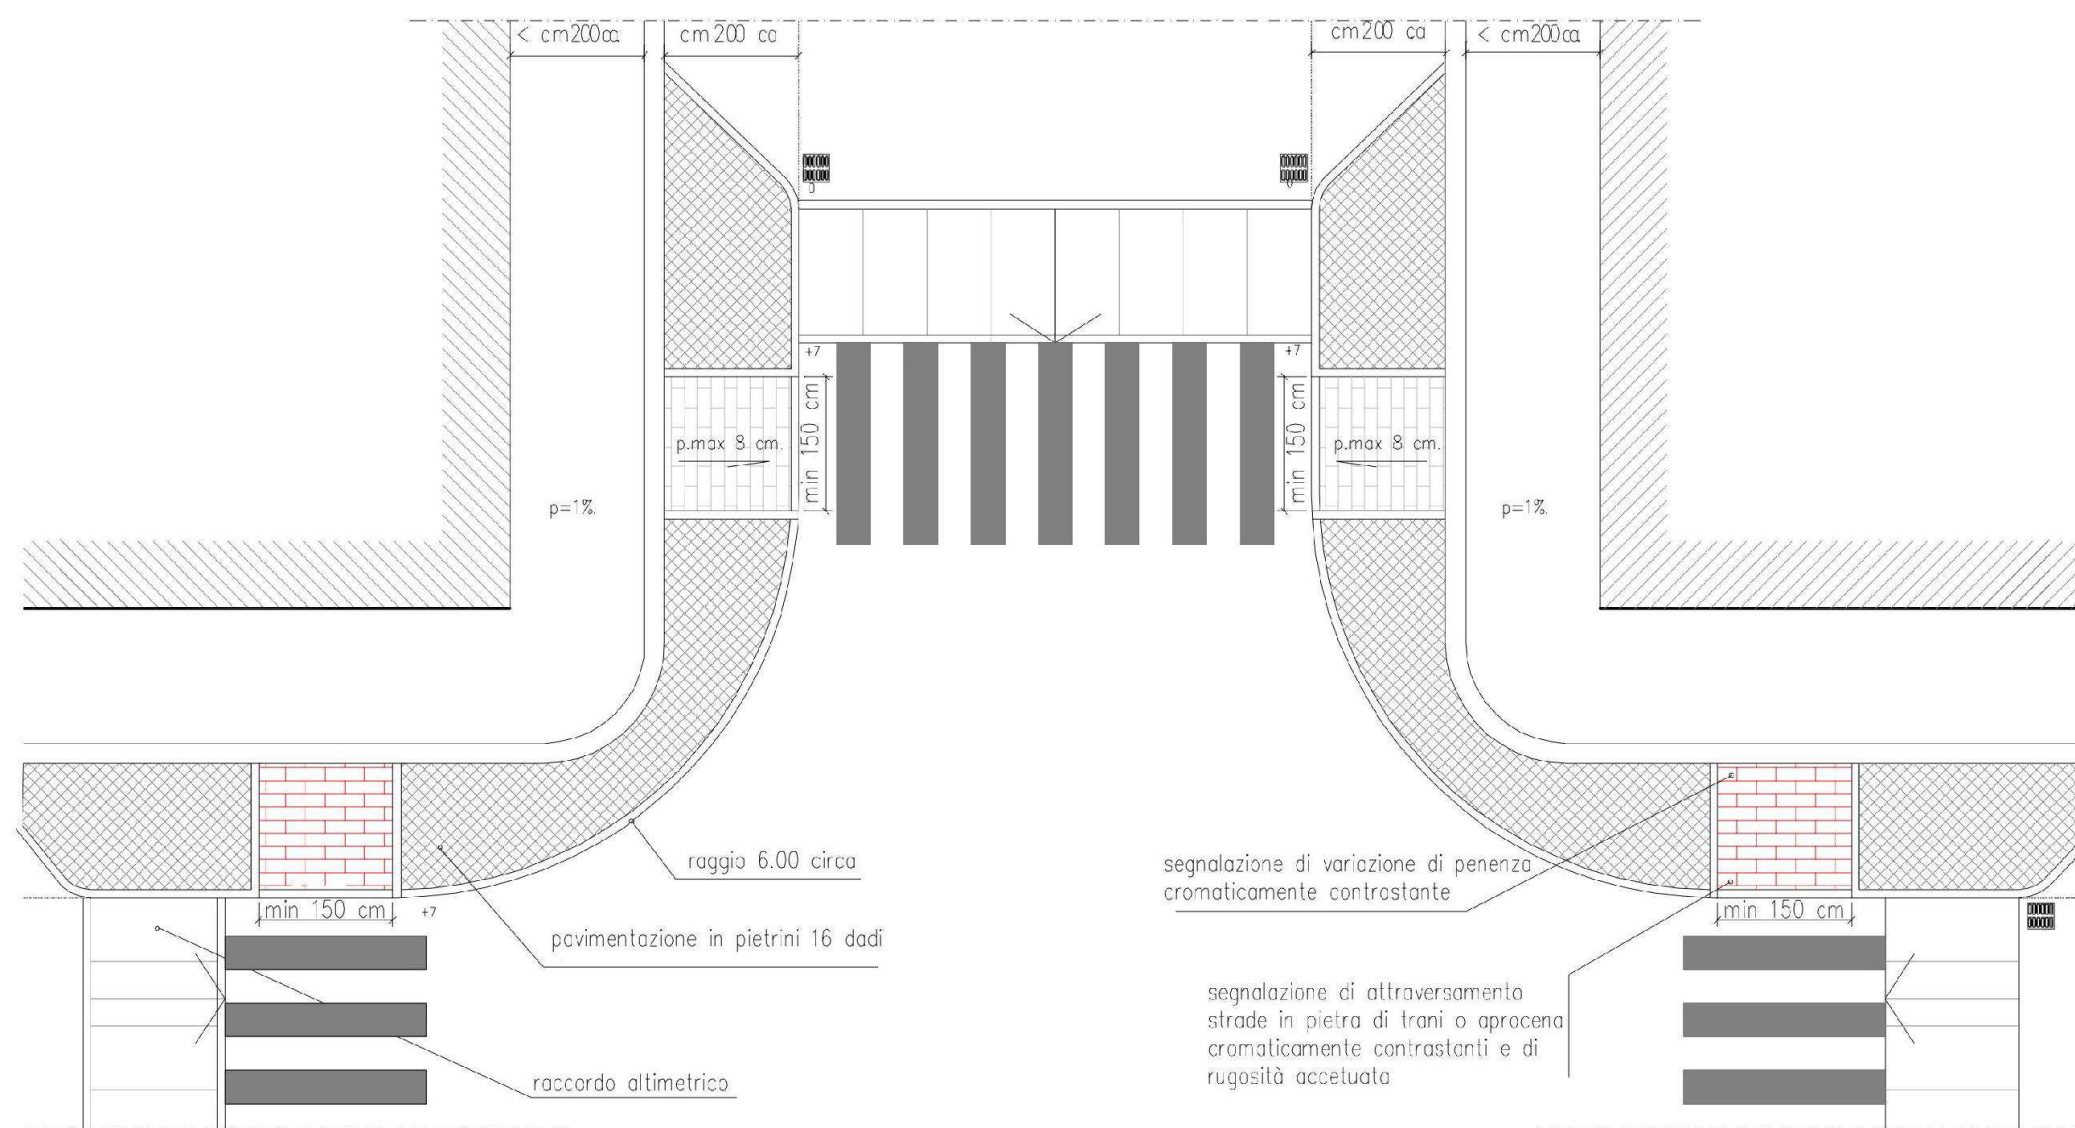 < cm200ca
cm200 ca
cm200 ca
< cm200ca
+7
+7
min 150 cm
min 150 cm
p.max 8 cm.
p.max 8 cm.
p=1%.
p=1%.
raggio 6.00 circa
segnalazione di variazione di penenza
cromaticamente contrastante
min 150 cm
+7
min 150 cm
pavimentazione in pietrini 16 dadi
segnalazione di attraversamento
strade in pietra di trani o aprocena
cromaticamente contrastanti e di
rugosità accetuata
raccordo altimetrico